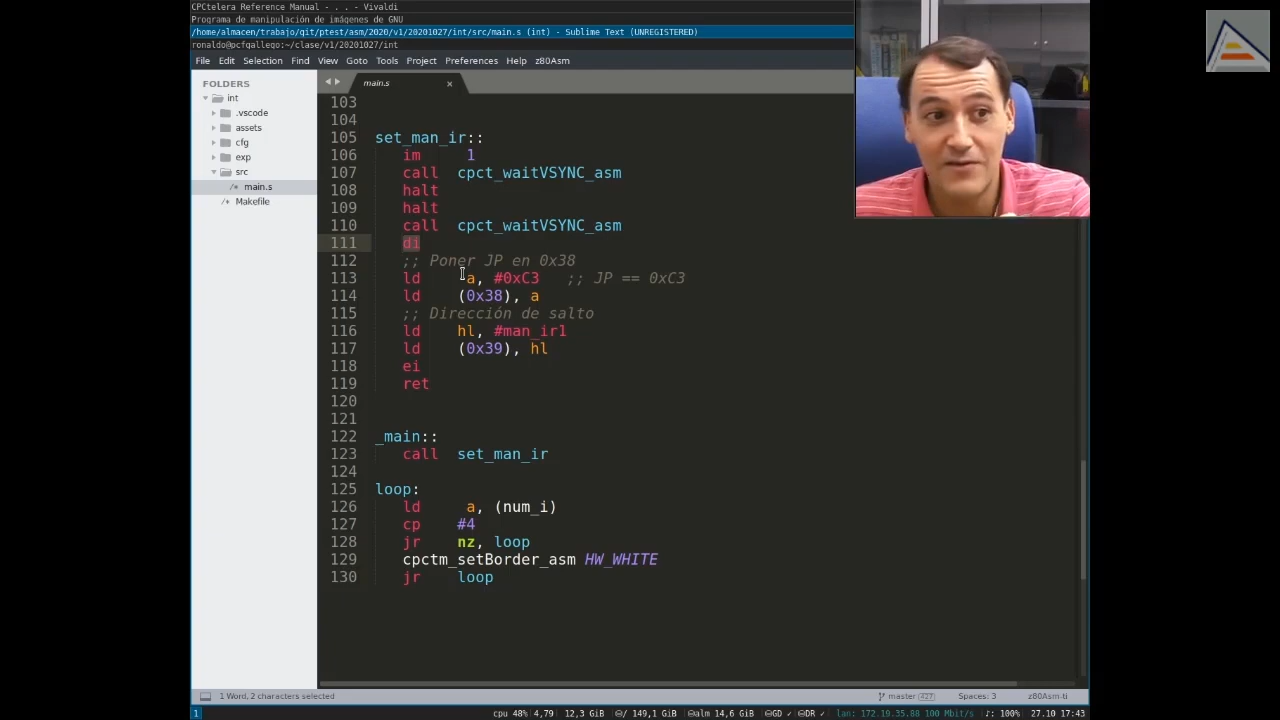 CPCtelera Reference Manual - . . - Vivaldi
Programa de manipulación de imágenes de GNU
/home/almacen/trabajo/git/ptest/asm/2020/v1/20201027/int/src/main.s (int) - Sublime Text (UNREGISTERED)
ronaldo@pcfgallego:~/clase/v1/20201027/int
File Edit Selection Find View Goto Tools Project Preferences Help z80Asm
FOLDERS
int
.vscode
assets
cfg
exp
src
/* main.s
/* Makefile
main.s ×
103
104
105 set_man_ir::
106 im 1
107 call cpct_waitVSYNC_asm
108 halt
109 halt
110 call cpct_waitVSYNC_asm
111 di
112 ;; Poner JP en 0x38
113 ld a, #0xC3 ;; JP == 0xC3
114 ld (0x38), a
115 ;; Dirección de salto
116 ld hl, #man_ir1
117 ld (0x39), hl
118 ei
119 ret
120
121
122 _main::
123 call set_man_ir
124
125 loop:
126 ld a, (num_i)
127 cp #4
128 jr nz, loop
129 cpctm_setBorder_asm HW_WHITE
130 jr loop
1 Word, 2 characters selected
master 427 Spaces: 3 z80Asm-ti
1 cpu 48% 4,79 12,3 GiB / 149,1 GiB alm 14,6 GiB GD ✓ DR ✓ lan: 172.19.35.88 100 Mbit/s ♪: 100% 27.10 17:43